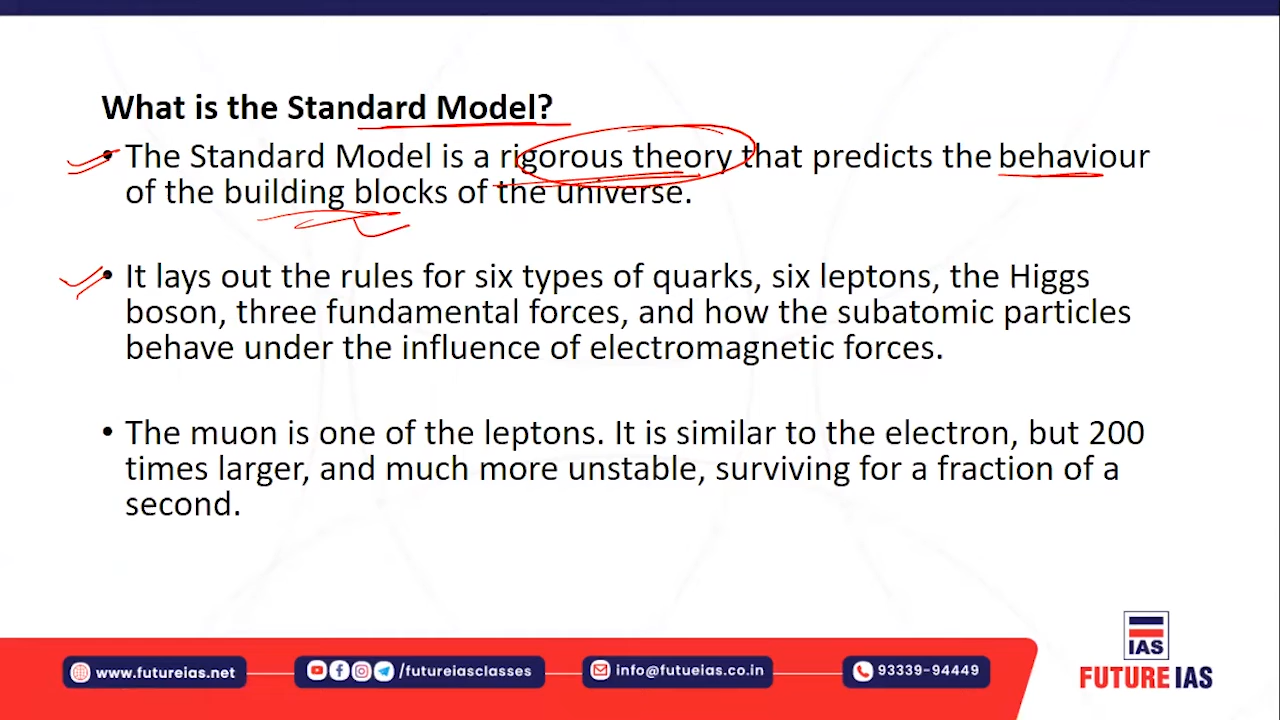 What is the Standard Model?
• The Standard Model is a rigorous theory that predicts the behaviour
of the building blocks of the universe.
• It lays out the rules for six types of quarks, six leptons, the Higgs
boson, three fundamental forces, and how the subatomic particles
behave under the influence of electromagnetic forces.
• The muon is one of the leptons. It is similar to the electron, but 200
times larger, and much more unstable, surviving for a fraction of a
second.
IAS
www.futureias.net
/futureiasclasses
info@futueias.co.in
93339-94449
FUTURE IAS